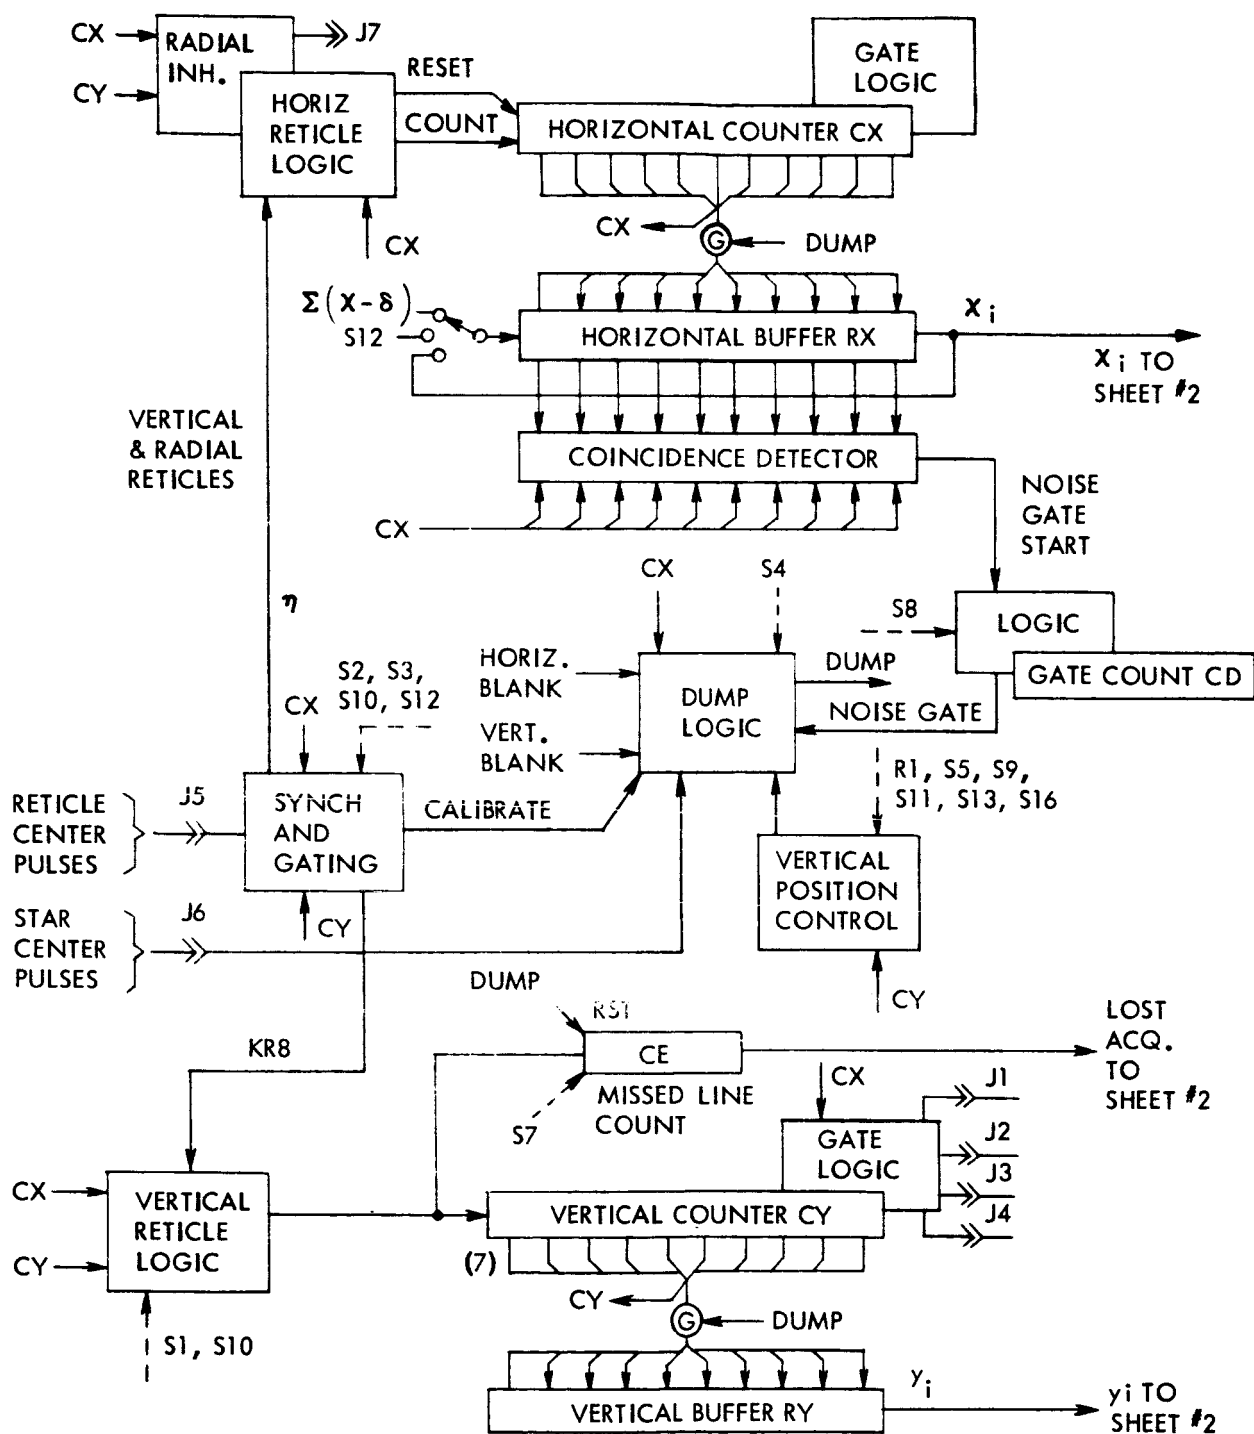 CX
RADIAL
INH.
J7
CY
RESET
HORIZ
RETICLE
LOGIC
COUNT
GATE
LOGIC
HORIZONTAL COUNTER CX
CX
CX
G
DUMP
Σ(X-δ)
S12
HORIZONTAL BUFFER RX
Xi
Xi TO
SHEET #2
VERTICAL
& RADIAL
RETICLES
COINCIDENCE DETECTOR
CX
NOISE
GATE
START
η
CX
S4
S8
LOGIC
GATE COUNT CD
HORIZ.
BLANK
VERT.
BLANK
DUMP
LOGIC
DUMP
NOISE GATE
S2, S3,
S10, S12
CX
R1, S5, S9,
S11, S13, S16
RETICLE
CENTER
PULSES
J5
SYNCH
AND
GATING
CALIBRATE
VERTICAL
POSITION
CONTROL
STAR
CENTER
PULSES
J6
CY
CY
DUMP
RST
KR8
CE
MISSED LINE
COUNT
S7
LOST
ACQ.
TO
SHEET #2
CX
GATE
LOGIC
J1
J2
J3
J4
CX
CY
VERTICAL
RETICLE
LOGIC
VERTICAL COUNTER CY
(7)
CY
G
DUMP
S1, S10
VERTICAL BUFFER RY
yi
yi TO
SHEET #2